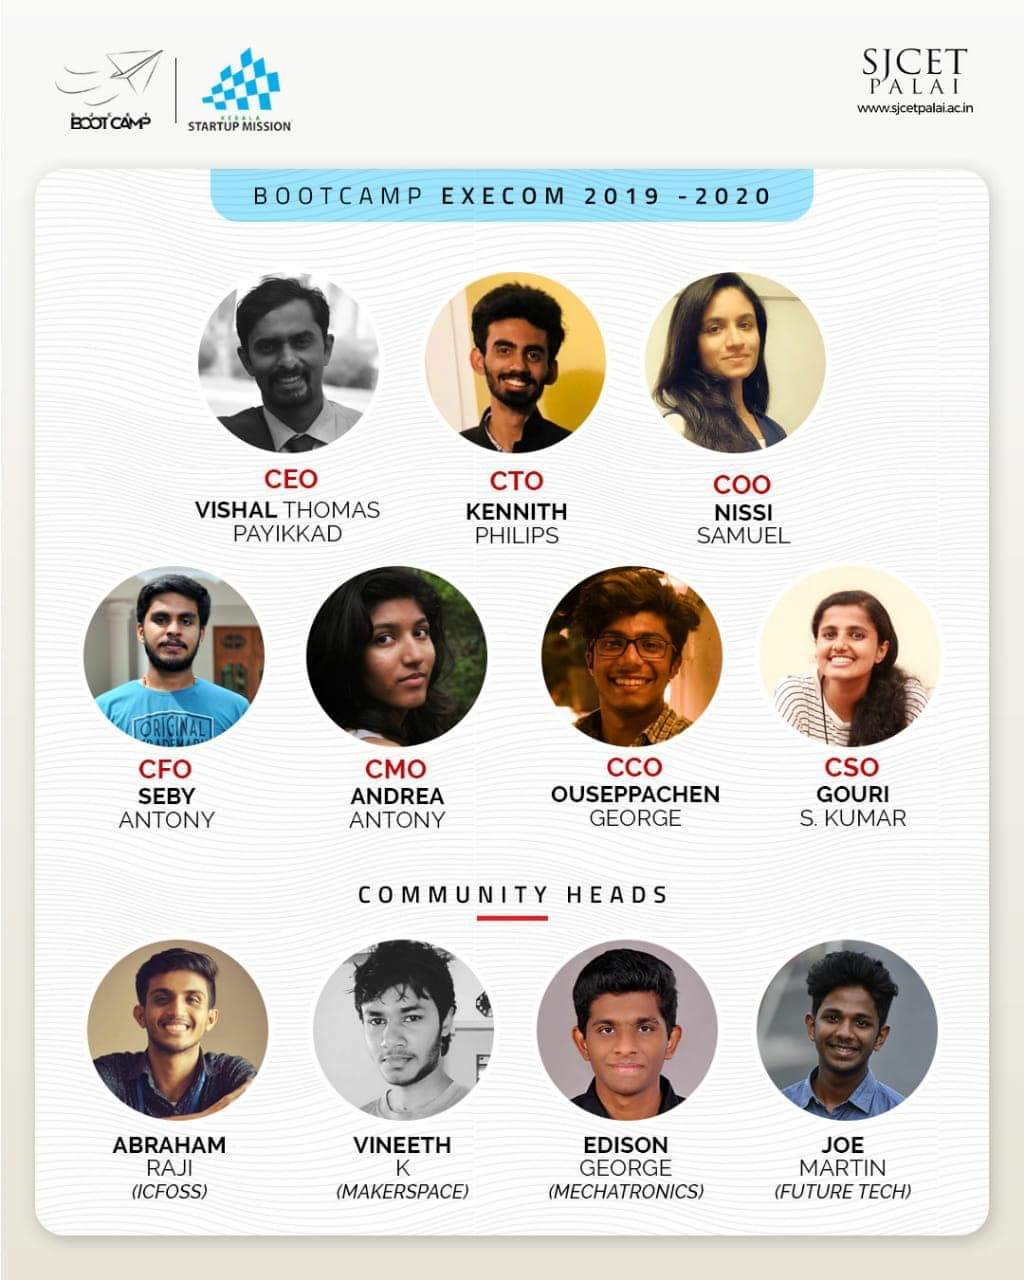 BOOTCAMP
KERALA
STARTUP MISSION
SJCET
PALAI
www.sjcetpalai.ac.in
BOOTCAMP EXECOM 2019 -2020
CEO
VISHAL THOMAS
PAYIKKAD
CTO
KENNITH
PHILIPS
COO
NISSI
SAMUEL
ORIGINAL
TRADEMARK
CFO
SEBY
ANTONY
CMO
ANDREA
ANTONY
CCO
OUSEPPACHEN
GEORGE
CSO
GOURI
S. KUMAR
COMMUNITY HEADS
ABRAHAM
RAJI
(ICFOSS)
VINEETH
K
(MAKERSPACE)
EDISON
GEORGE
(MECHATRONICS)
JOE
MARTIN
(FUTURE TECH)